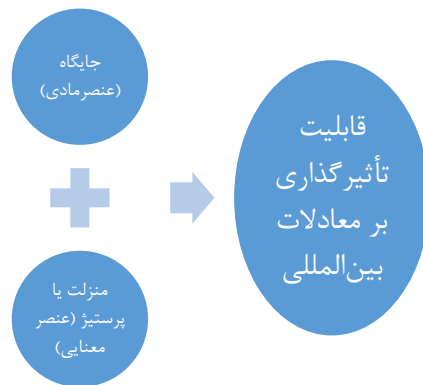 جایگاه
(عنصرمادی)
منزلت یا
پرستیژ (عنصر
معنایی)
قابلیت
تأثیرگذاری
بر معادلات
بین‌المللی